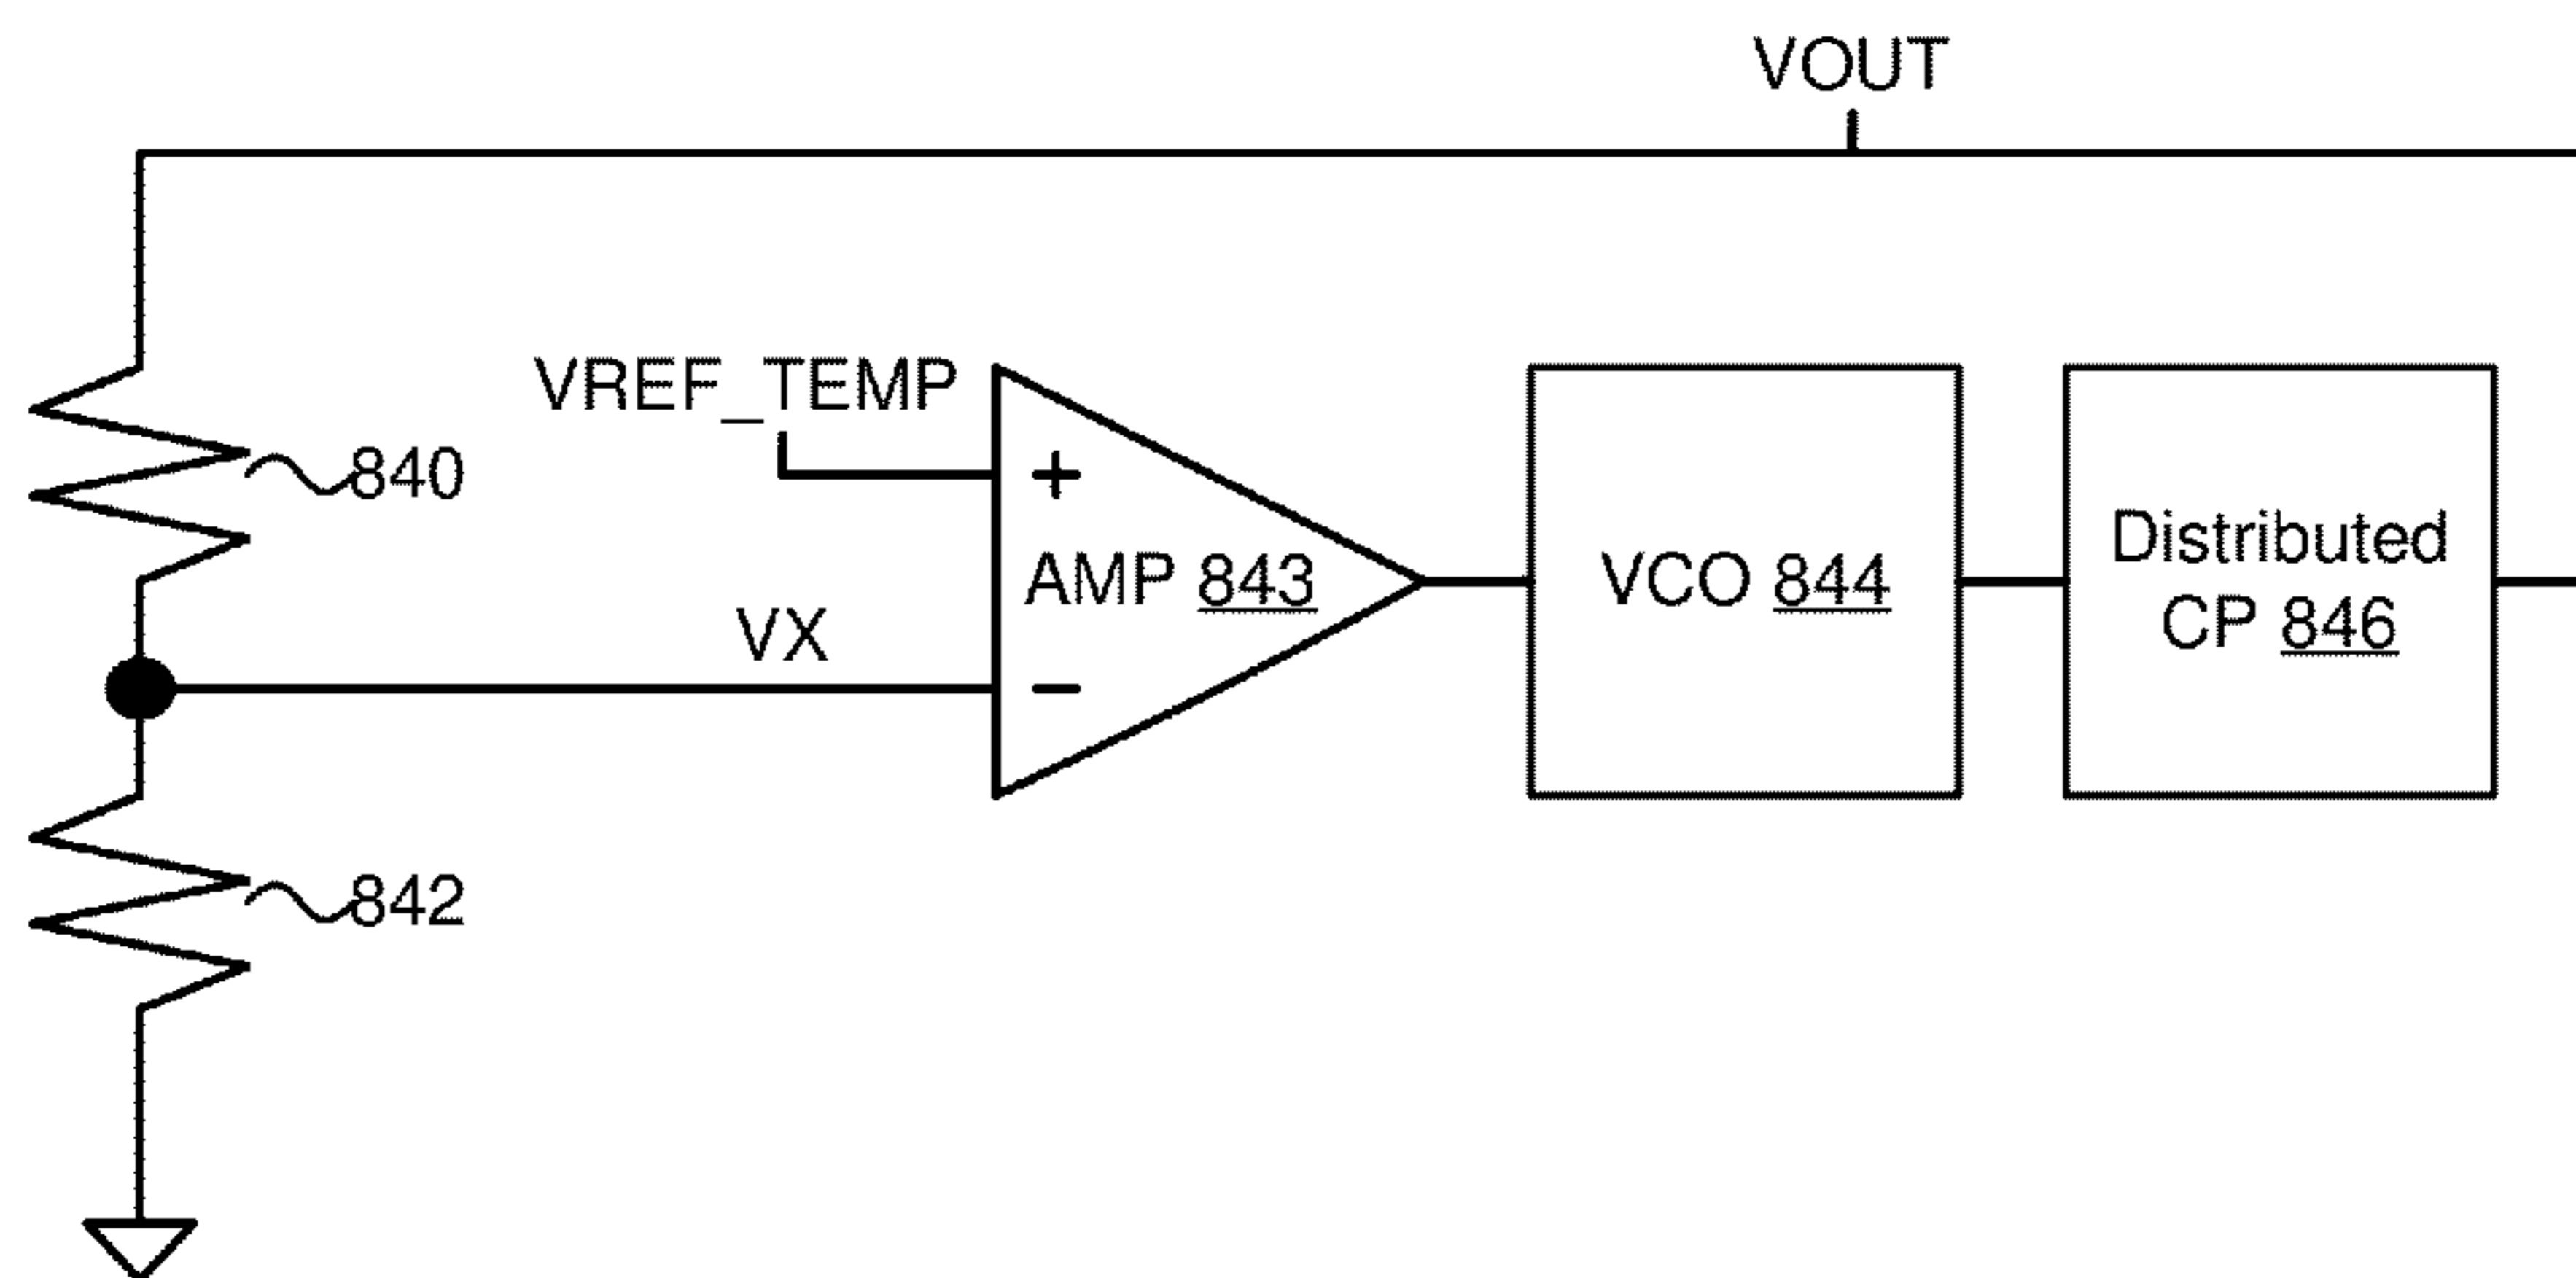 VOUT
VREF_TEMP
840
+
AMP 843
VCO 844
Distributed
CP 846
VX
−
842